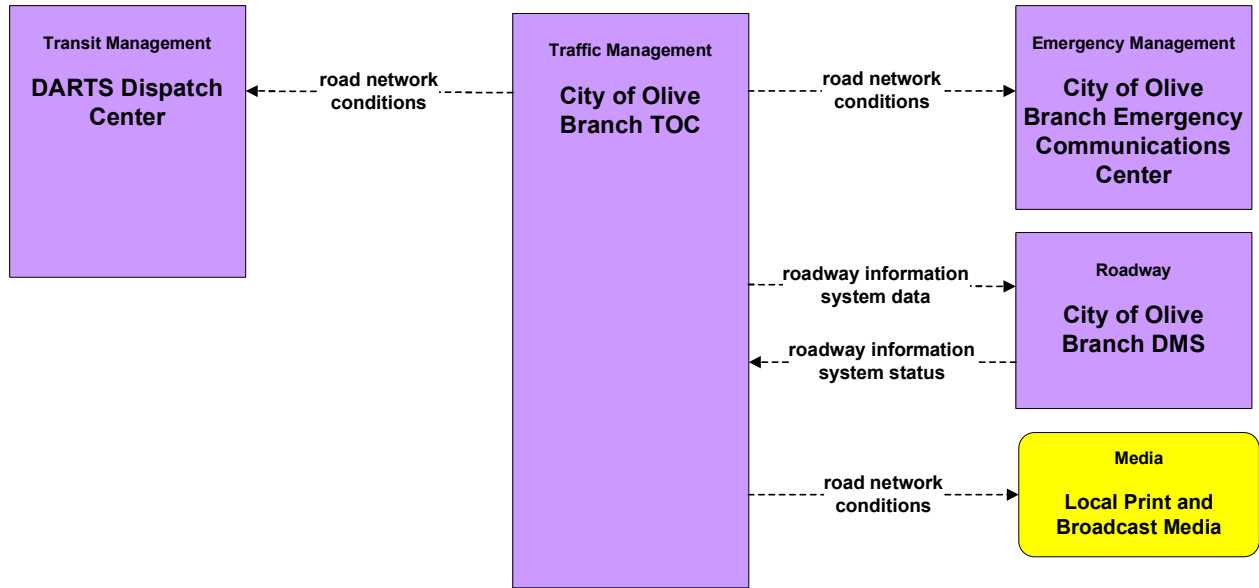 Transit Management
DARTS Dispatch
Center
road network
conditions
Traffic Management
City of Olive
Branch TOC
road network
conditions
Emergency Management
City of Olive
Branch Emergency
Communications
Center
roadway information
system data
roadway information
system status
Roadway
City of Olive
Branch DMS
road network
conditions
Media
Local Print and
Broadcast Media